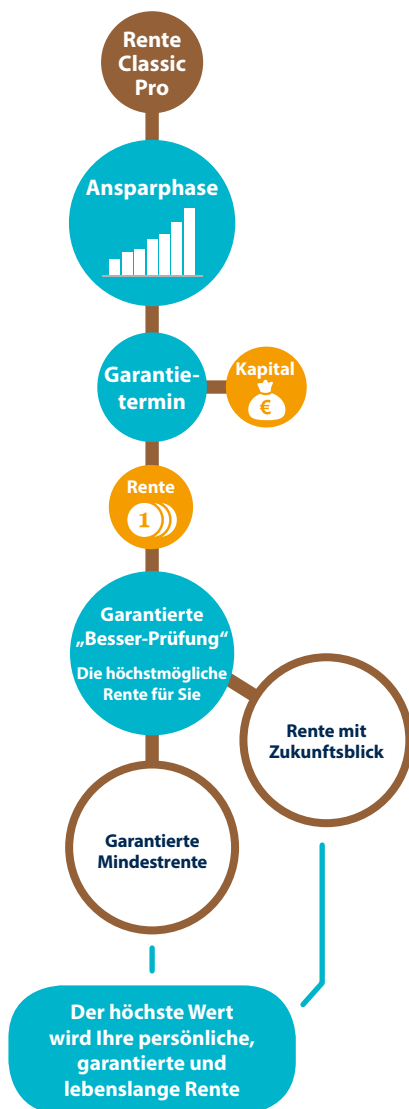 Rente
Classic
Pro
Ansparphase
Garantie-
termin
Kapital
€
Rente
1
Garantierte
„Besser-Prüfung“
Die höchstmögliche
Rente für Sie
Rente mit
Zukunftsblick
Garantierte
Mindestrente
Der höchste Wert
wird Ihre persönliche,
garantierte und
lebenslange Rente